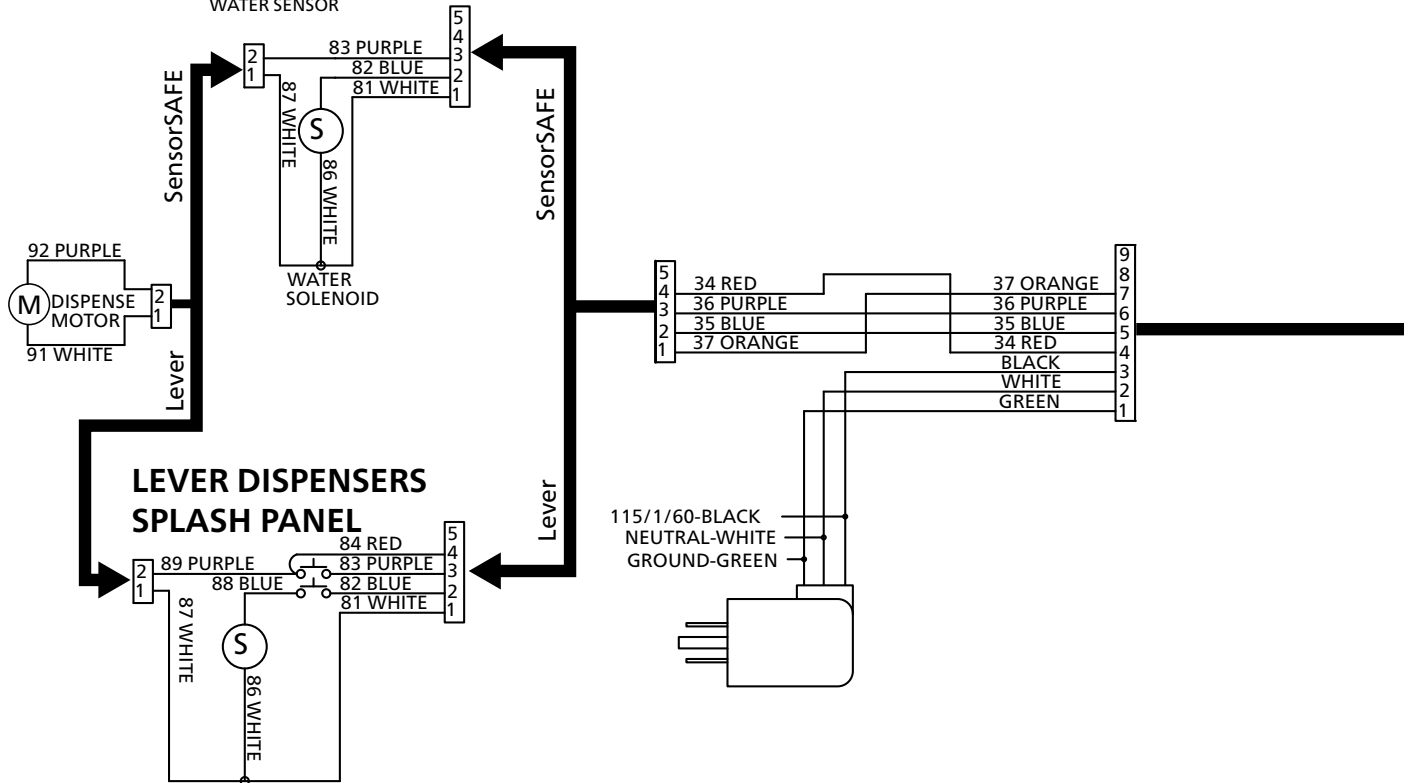 WATER SENSOR
5
4
3
2
1
2
1
83 PURPLE
82 BLUE
81 WHITE
87 WHITE
S
86 WHITE
WATER
SOLENOID
SensorSAFE
SensorSAFE
92 PURPLE
M
DISPENSE
MOTOR
2
1
91 WHITE
Lever
5
4
3
2
1
34 RED
36 PURPLE
35 BLUE
37 ORANGE
37 ORANGE
36 PURPLE
35 BLUE
34 RED
BLACK
WHITE
GREEN
9
8
7
6
5
4
3
2
1
LEVER DISPENSERS
SPLASH PANEL
Lever
115/1/60-BLACK
NEUTRAL-WHITE
GROUND-GREEN
2
1
89 PURPLE
88 BLUE
84 RED
83 PURPLE
82 BLUE
81 WHITE
5
4
3
2
1
87 WHITE
S
86 WHITE